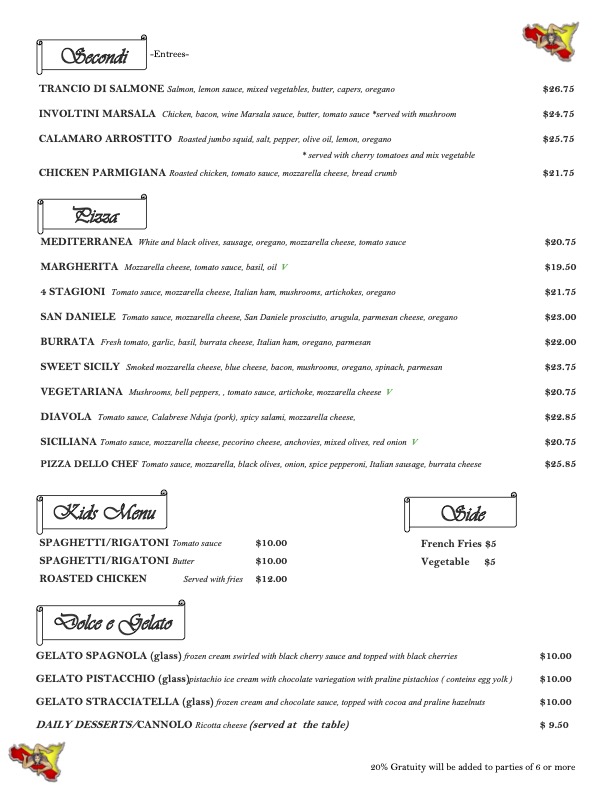 Secondi -Entrees-
TRANCIO DI SALMONE Salmon, lemon sauce, mixed vegetables, butter, capers, oregano $26.75
INVOLTINI MARSALA Chicken, bacon, wine Marsala sauce, butter, tomato sauce *served with mushroom $24.75
CALAMARO ARROSTITO Roasted jumbo squid, salt, pepper, olive oil, lemon, oregano $25.75
* served with cherry tomatoes and mix vegetable
CHICKEN PARMIGIANA Roasted chicken, tomato sauce, mozzarella cheese, bread crumb $21.75
Pizza
MEDITERRANEA White and black olives, sausage, oregano, mozzarella cheese, tomato sauce $20.75
MARGHERITA Mozzarella cheese, tomato sauce, basil, oil V $19.50
4 STAGIONI Tomato sauce, mozzarella cheese, Italian ham, mushrooms, artichokes, oregano $21.75
SAN DANIELE Tomato sauce, mozzarella cheese, San Daniele prosciutto, arugula, parmesan cheese, oregano $23.00
BURRATA Fresh tomato, garlic, basil, burrata cheese, Italian ham, oregano, parmesan $22.00
SWEET SICILY Smoked mozzarella cheese, blue cheese, bacon, mushrooms, oregano, spinach, parmesan $23.75
VEGETARIANA Mushrooms, bell peppers, , tomato sauce, artichoke, mozzarella cheese V $20.75
DIAVOLA Tomato sauce, Calabrese Nduja (pork), spicy salami, mozzarella cheese, $22.85
SICILIANA Tomato sauce, mozzarella cheese, pecorino cheese, anchovies, mixed olives, red onion V $20.75
PIZZA DELLO CHEF Tomato sauce, mozzarella, black olives, onion, spice pepperoni, Italian sausage, burrata cheese $25.85
Kids Menu
SPAGHETTI/RIGATONI Tomato sauce $10.00
SPAGHETTI/RIGATONI Butter $10.00
ROASTED CHICKEN Served with fries $12.00
Side
French Fries $5
Vegetable $5
Dolce e Gelato
GELATO SPAGNOLA (glass) frozen cream swirled with black cherry sauce and topped with black cherries $10.00
GELATO PISTACCHIO (glass)pistachio ice cream with chocolate variegation with praline pistachios ( conteins egg yolk ) $10.00
GELATO STRACCIATELLA (glass) frozen cream and chocolate sauce, topped with cocoa and praline hazelnuts $10.00
DAILY DESSERTS/CANNOLO Ricotta cheese (served at the table) $ 9.50
20% Gratuity will be added to parties of 6 or more